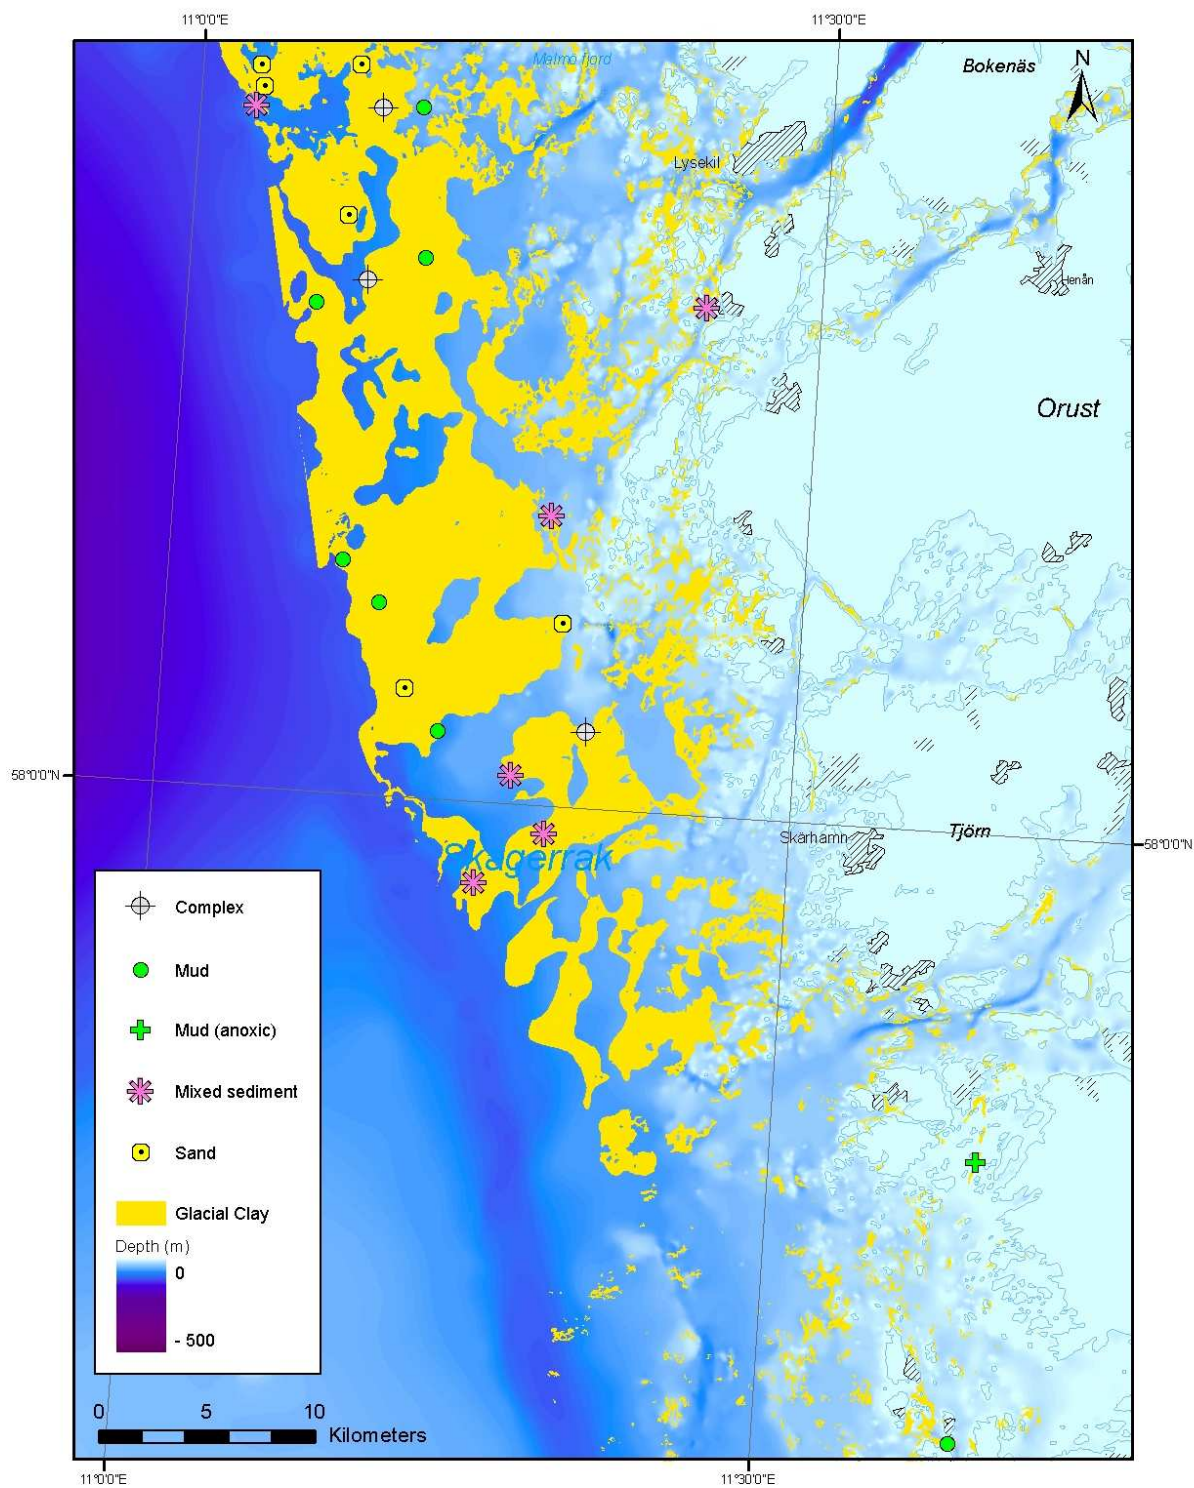 11°0'0"E
11°30'0"E
Malmö fjord
Bokenäs
N
Lysekil
Henån
Orust
58°0'0"N
Skärhamn
Tjörn
58°0'0"N
Skagerrak
Complex
Mud
Mud (anoxic)
Mixed sediment
Sand
Glacial Clay
Depth (m)
0
- 500
0 5 10
Kilometers
11°0'0"E
11°30'0"E